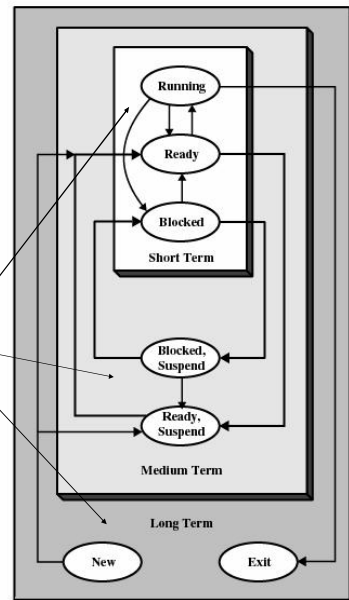 Running
Ready
Blocked
Short Term
Blocked,
Suspend
Ready,
Suspend
Medium Term
Long Term
New Exit